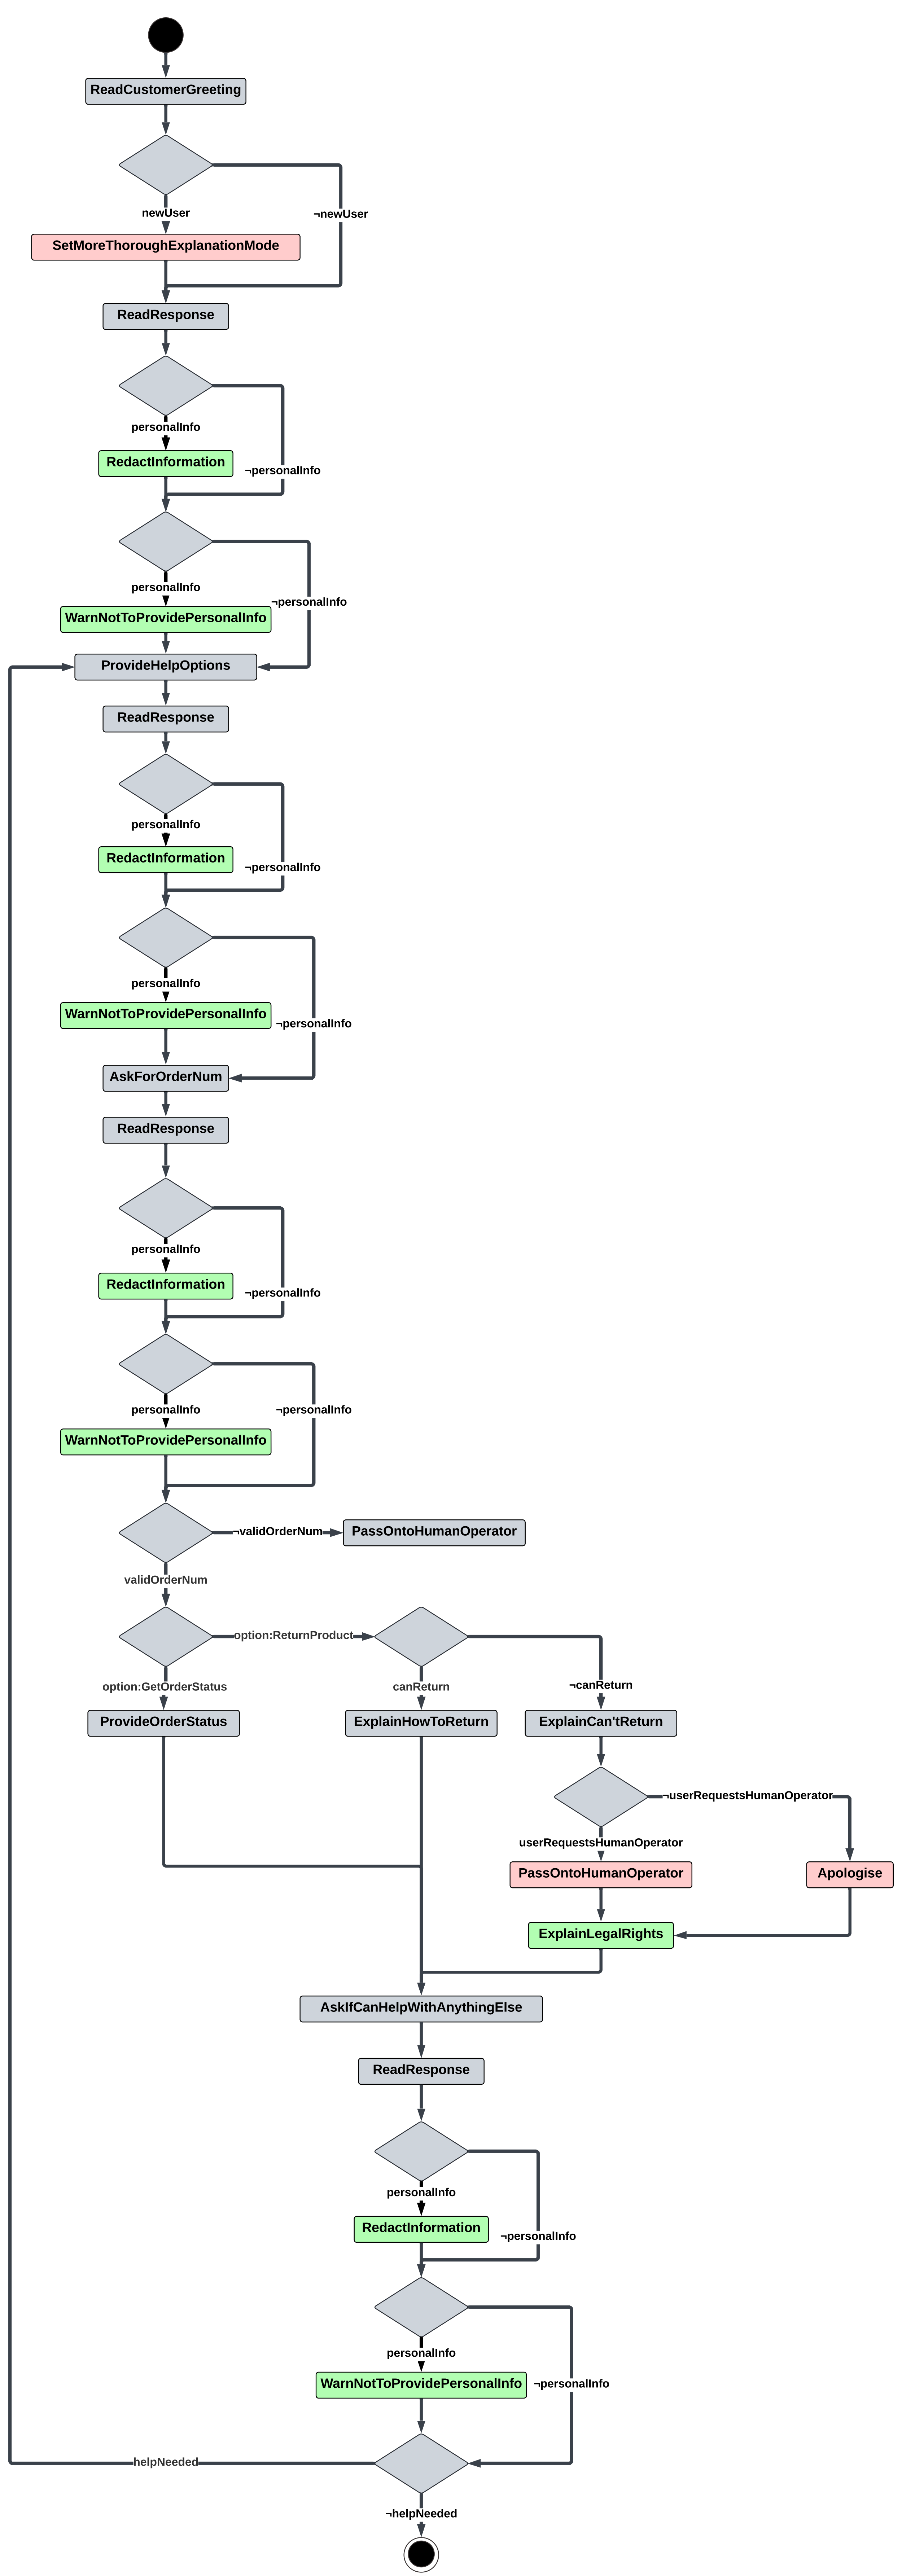 ReadCustomerGreeting
newUser
¬newUser
SetMoreThoroughExplanationMode
ReadResponse
personalInfo
RedactInformation
¬personalInfo
personalInfo
¬personalInfo
WarnNotToProvidePersonalInfo
ProvideHelpOptions
ReadResponse
personalInfo
RedactInformation
¬personalInfo
personalInfo
WarnNotToProvidePersonalInfo
¬personalInfo
AskForOrderNum
ReadResponse
personalInfo
RedactInformation
¬personalInfo
personalInfo
¬personalInfo
WarnNotToProvidePersonalInfo
¬validOrderNum
PassOntoHumanOperator
validOrderNum
option:ReturnProduct
option:GetOrderStatus
canReturn
¬canReturn
ProvideOrderStatus
ExplainHowToReturn
ExplainCan'tReturn
¬userRequestsHumanOperator
userRequestsHumanOperator
PassOntoHumanOperator
Apologise
ExplainLegalRights
AskIfCanHelpWithAnythingElse
ReadResponse
personalInfo
RedactInformation
¬personalInfo
personalInfo
WarnNotToProvidePersonalInfo
¬personalInfo
helpNeeded
¬helpNeeded